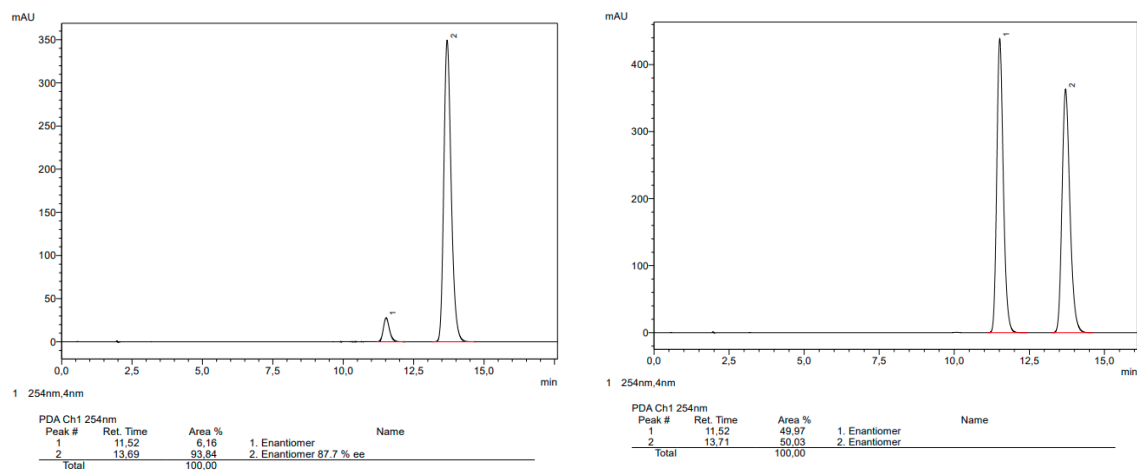 mAU
350
300
250
200
150
100
50
0
1
2
0,0 2,5 5,0 7,5 10,0 12,5 15,0
min
1 254nm,4nm
PDA Ch1 254nm
Peak # Ret. Time Area % Name
1 11,52 6,16 1. Enantiomer
2 13,69 93,84 2. Enantiomer 87.7 % ee
Total 100,00
mAU
400
300
200
100
0
1
2
0,0 2,5 5,0 7,5 10,0 12,5 15,0
min
1 254nm,4nm
PDA Ch1 254nm
Peak # Ret. Time Area % Name
1 11,52 49,97 1. Enantiomer
2 13,71 50,03 2. Enantiomer
Total 100,00